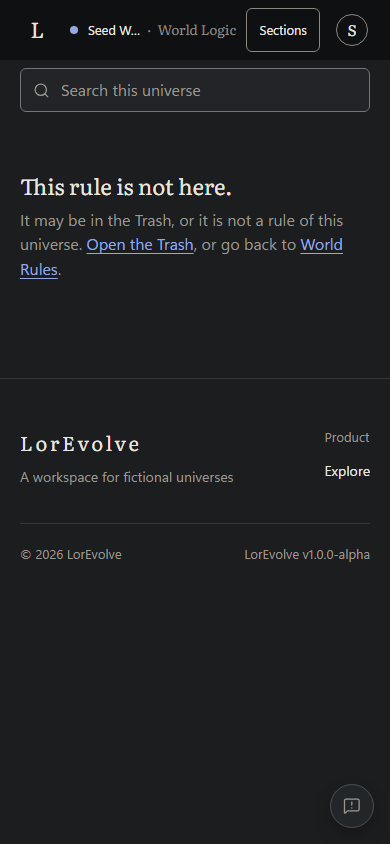 L
Seed W... · World Logic
Sections
S
Search this universe
This rule is not here.
It may be in the Trash, or it is not a rule of this
universe. Open the Trash, or go back to World
Rules.
LorEvolve
A workspace for fictional universes
Product
Explore
© 2026 LorEvolve
LorEvolve v1.0.0-alpha